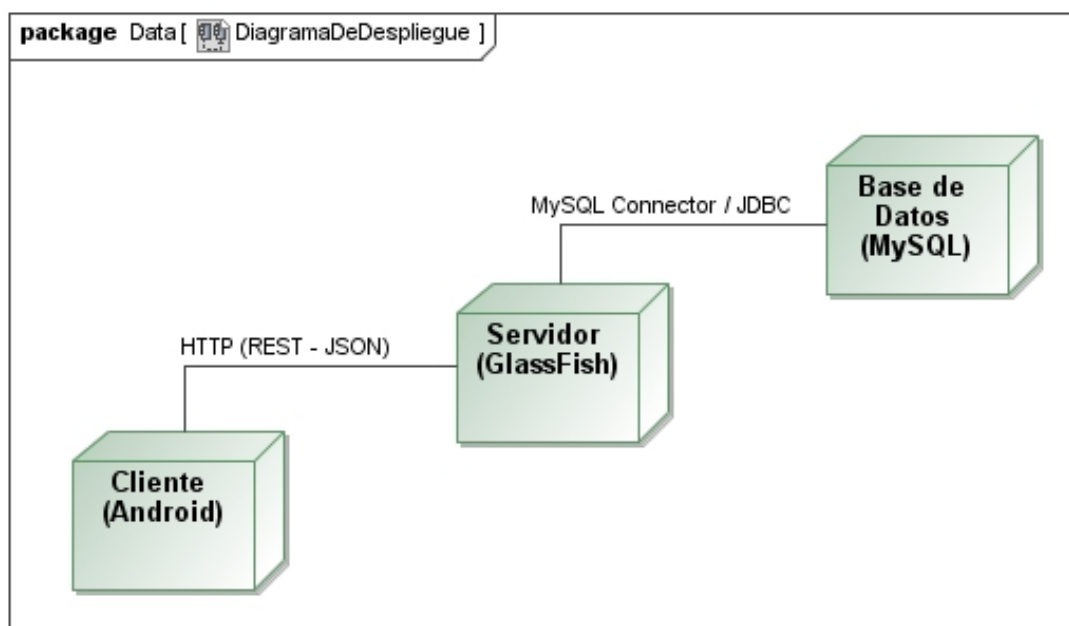 package Data [ DiagramaDeDespliegue ]
MySQL Connector / JDBC
Base de
Datos
(MySQL)
HTTP (REST - JSON)
Servidor
(GlassFish)
Cliente
(Android)